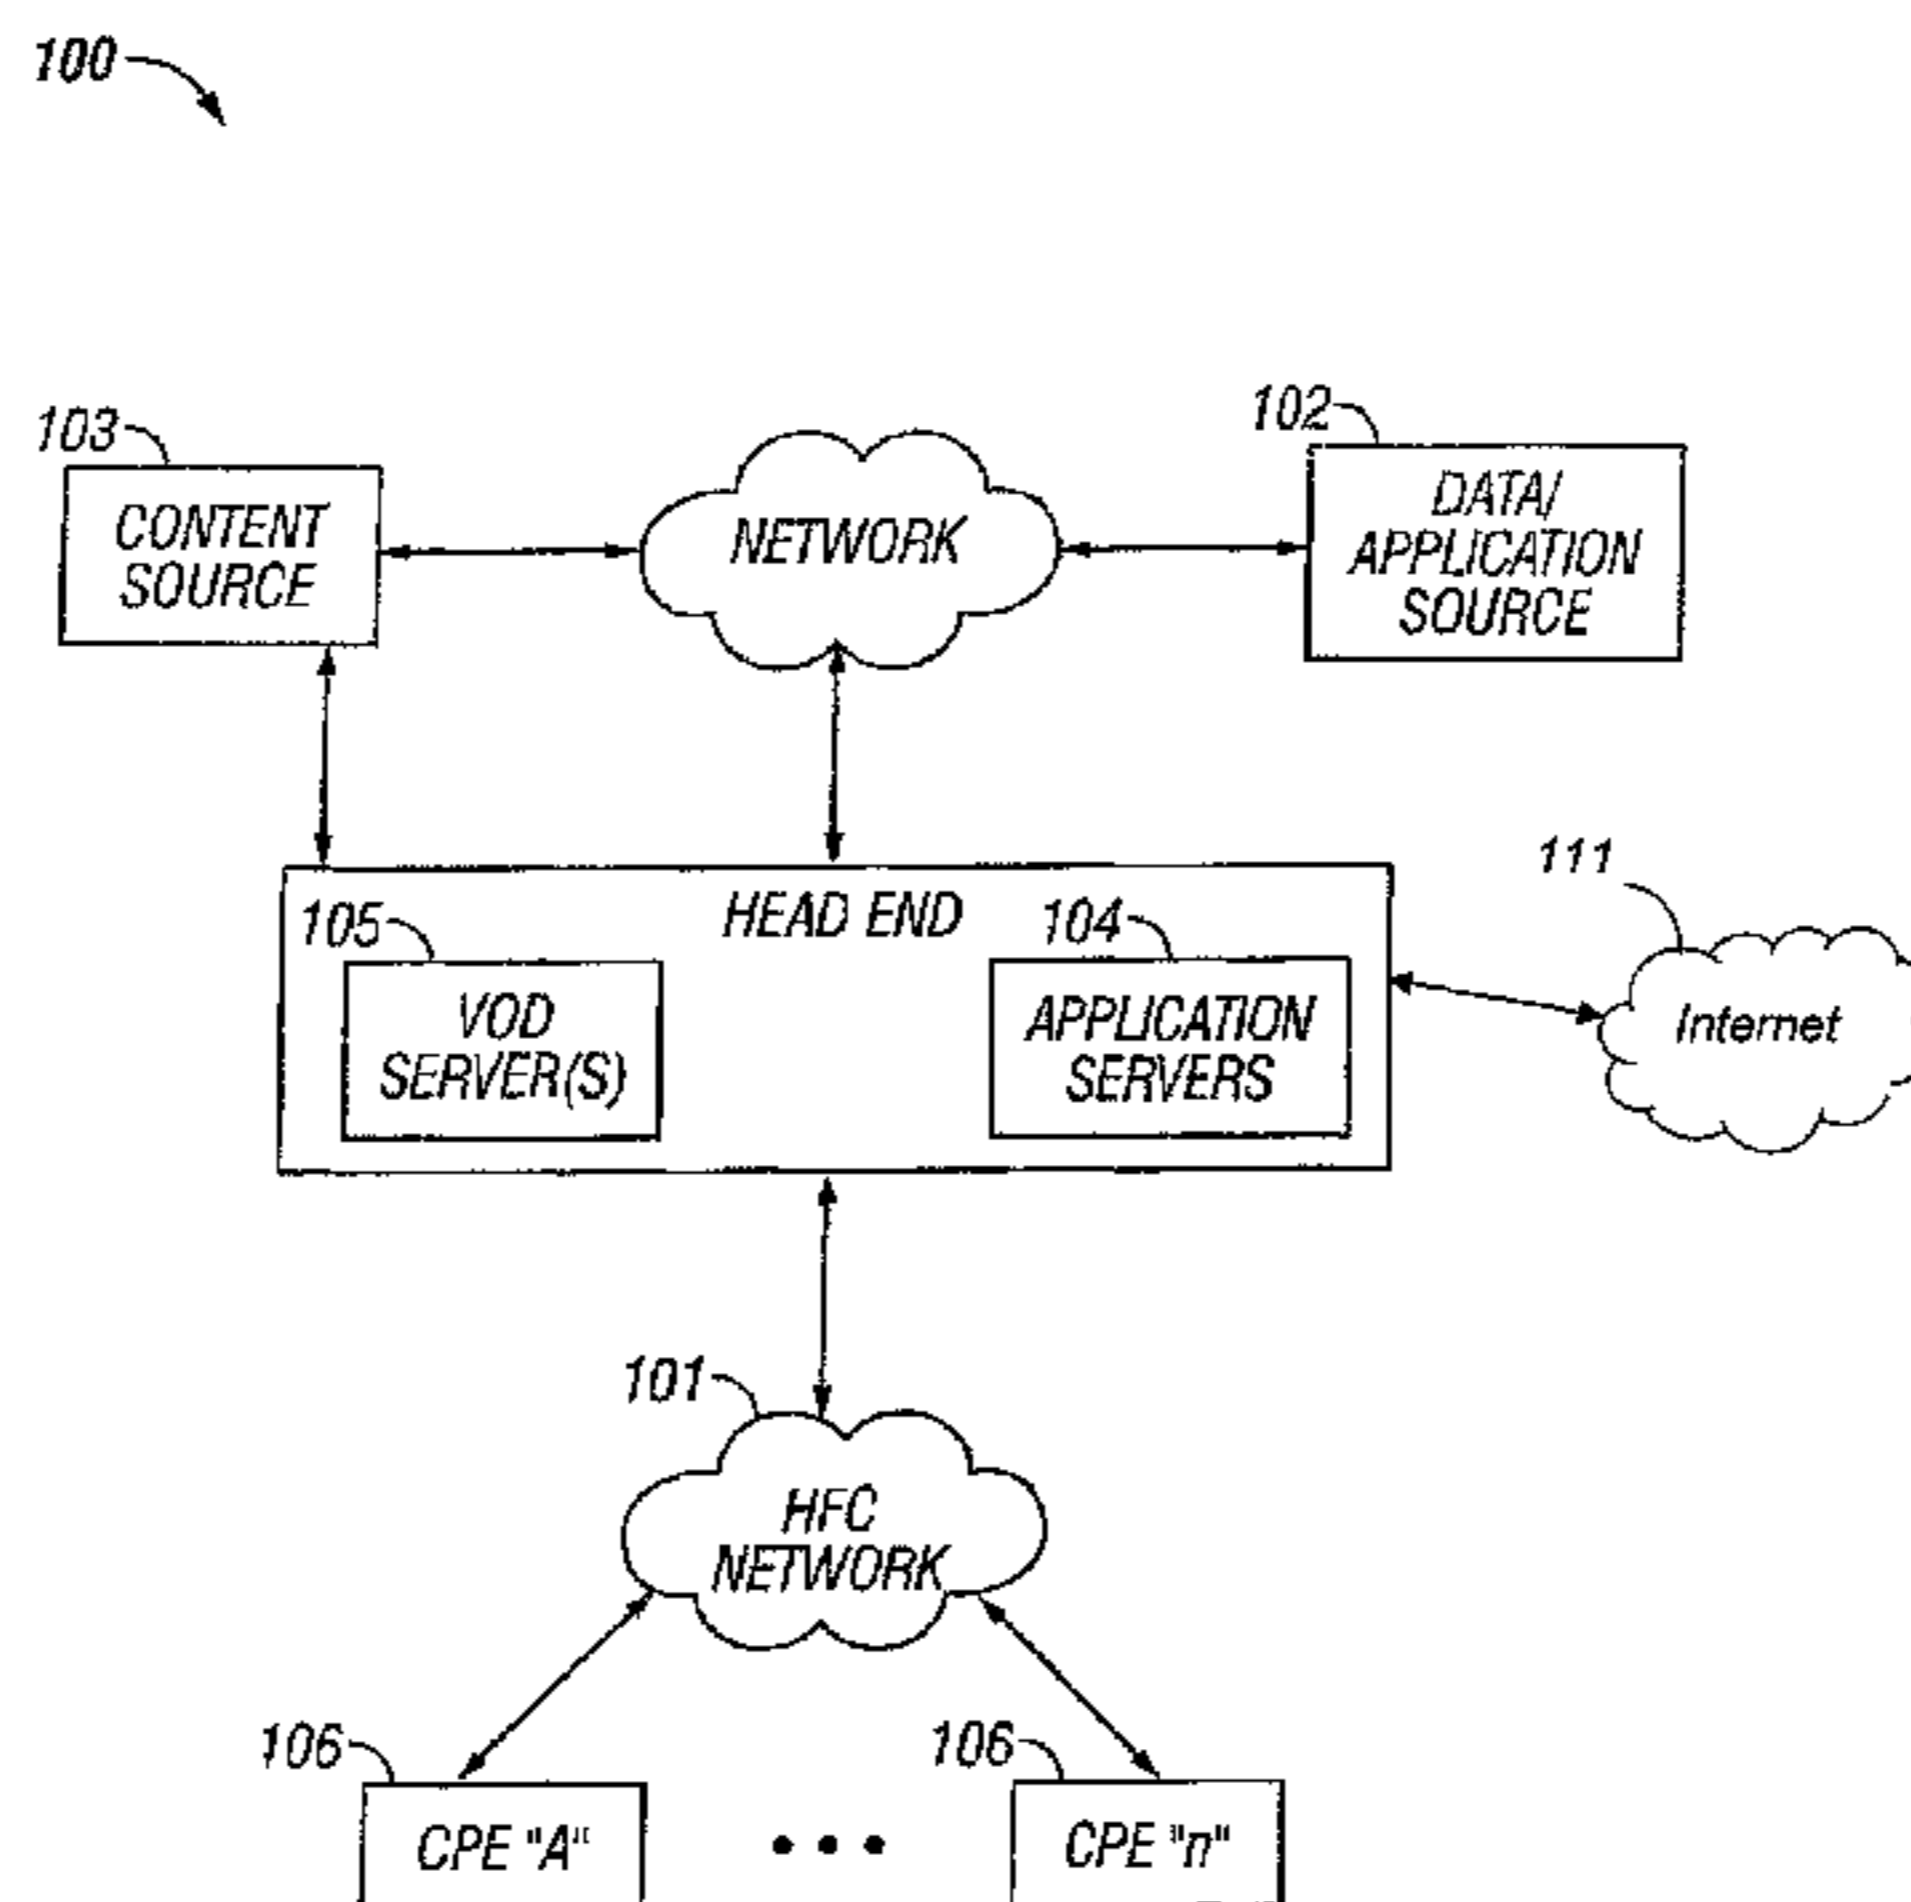 100
103
102
CONTENT
SOURCE
NETWORK
DATA/
APPLICATION
SOURCE
111
HEAD END
105
104
VOD
SERVER(S)
APPLICATION
SERVERS
Internet
101
HFC
NETWORK
106
106
CPE "A"
CPE "n"